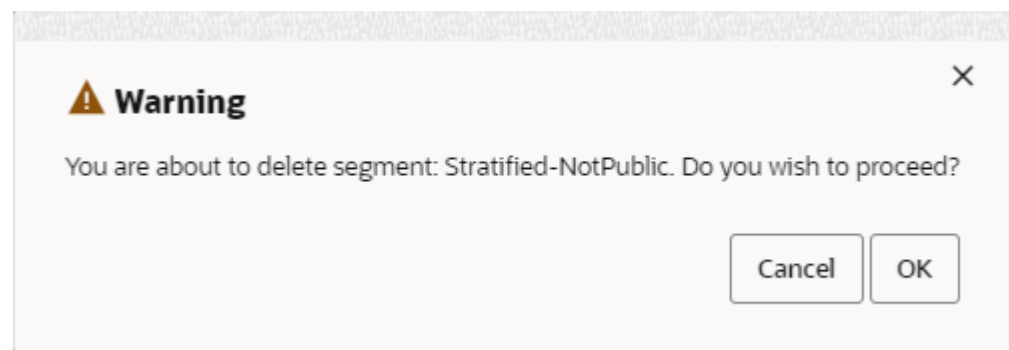 Warning
You are about to delete segment: Stratified-NotPublic. Do you wish to proceed?
Cancel OK